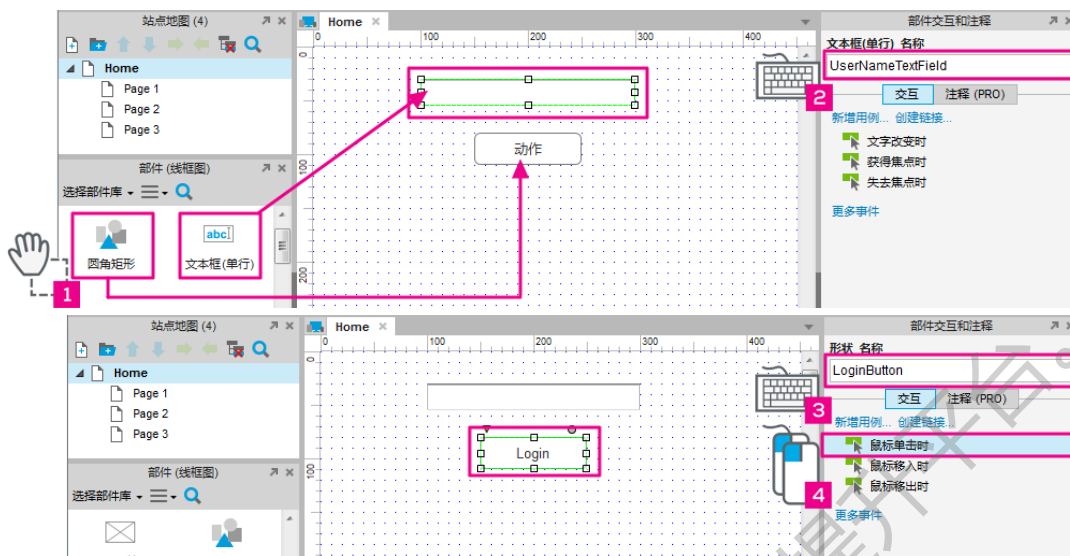 站点地图 (4)
Home
部件交互和注释
0 100 200 300 400
文本框(单行) 名称
Home
UserNameTextField
Page 1
2
交互 注释 (PRO)
Page 2
新增用例... 创建链接...
Page 3
动作
文字改变时
获得焦点时
部件 (线框图)
100
失去焦点时
选择部件库
更多事件
abc
圆角矩形
文本框(单行)
200
1
站点地图 (4)
Home
部件交互和注释
0 100 200 300 400
形状 名称
Home
LoginButton
Page 1
3
交互 注释 (PRO)
Page 2
新增用例... 创建链接...
Page 3
Login
鼠标单击时
部件 (线框图)
100
鼠标移入时
选择部件库
4
鼠标移出时
更多事件
提升平台。